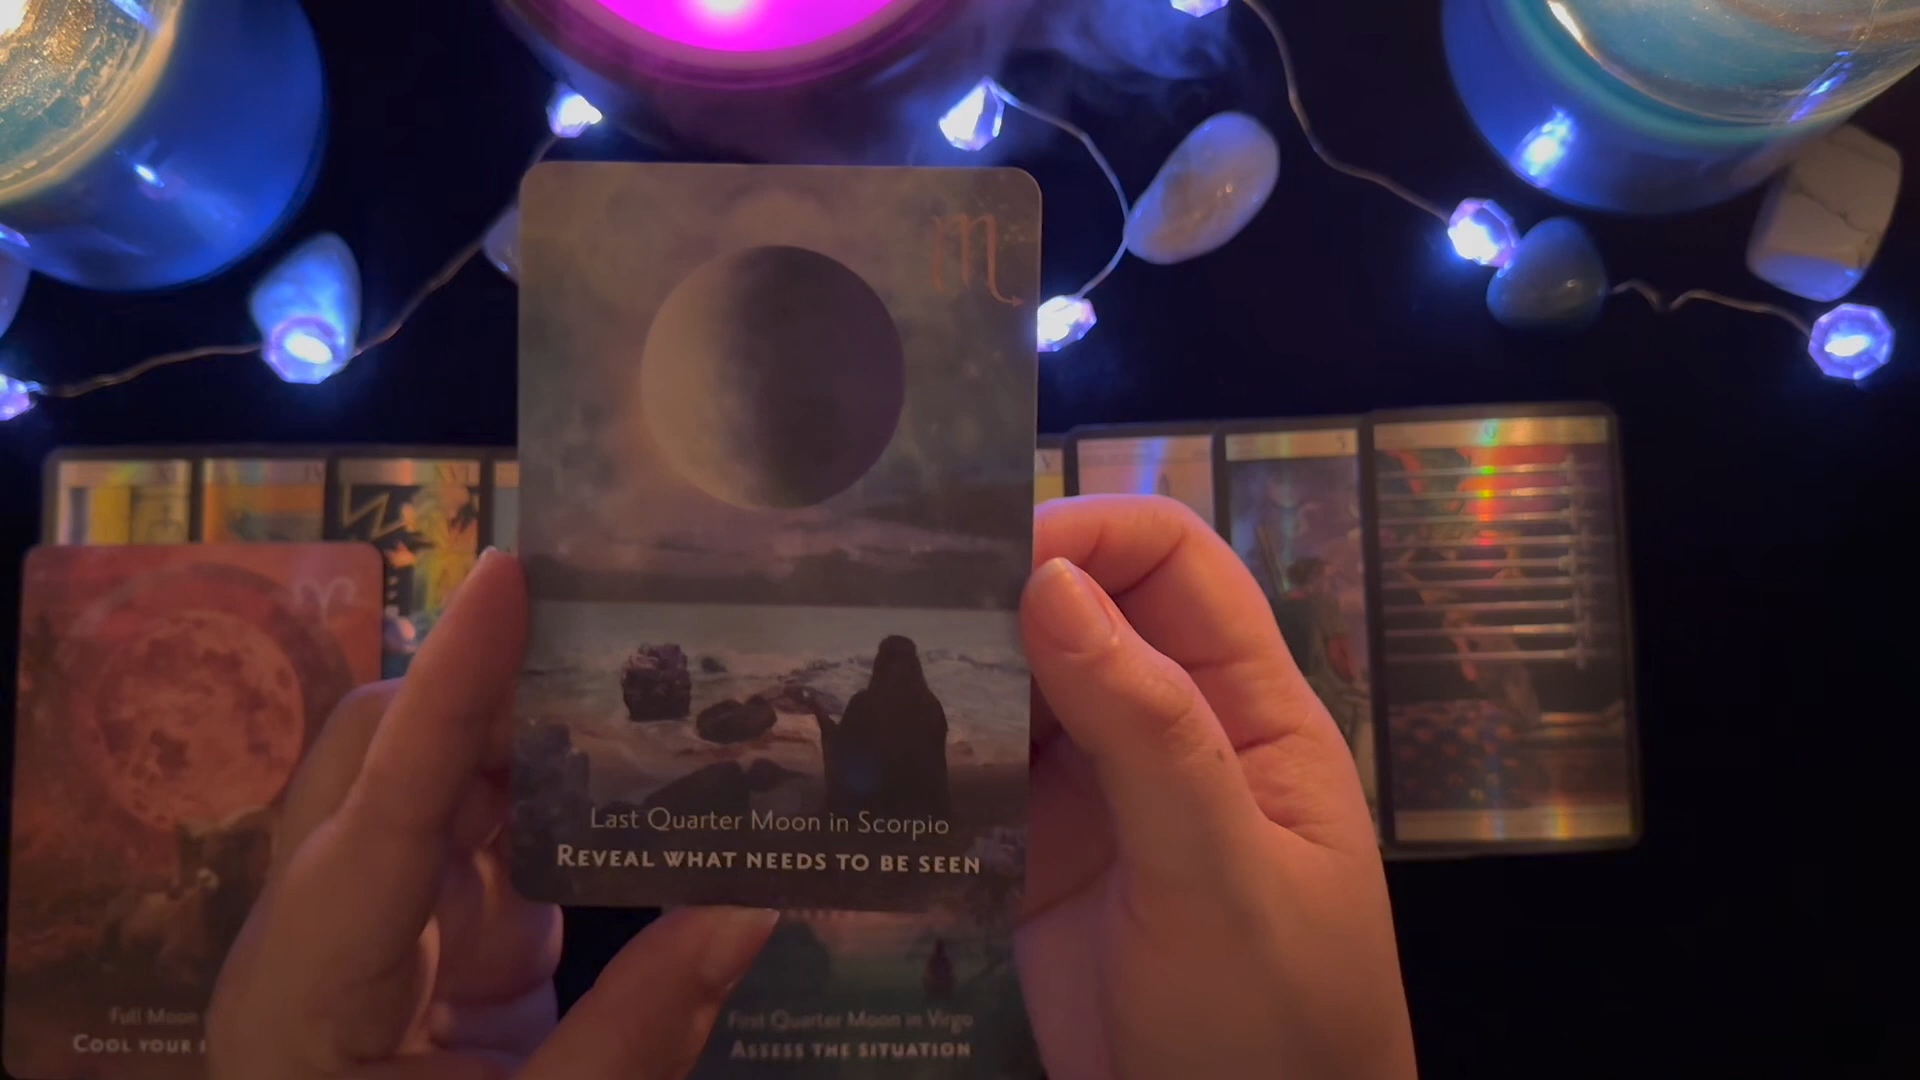 XVI
V
V
Last Quarter Moon in Scorpio
REVEAL WHAT NEEDS TO BE SEEN
Full Moon
COOL YOUR
First Quarter Moon in Virgo
ASSESS THE SITUATION